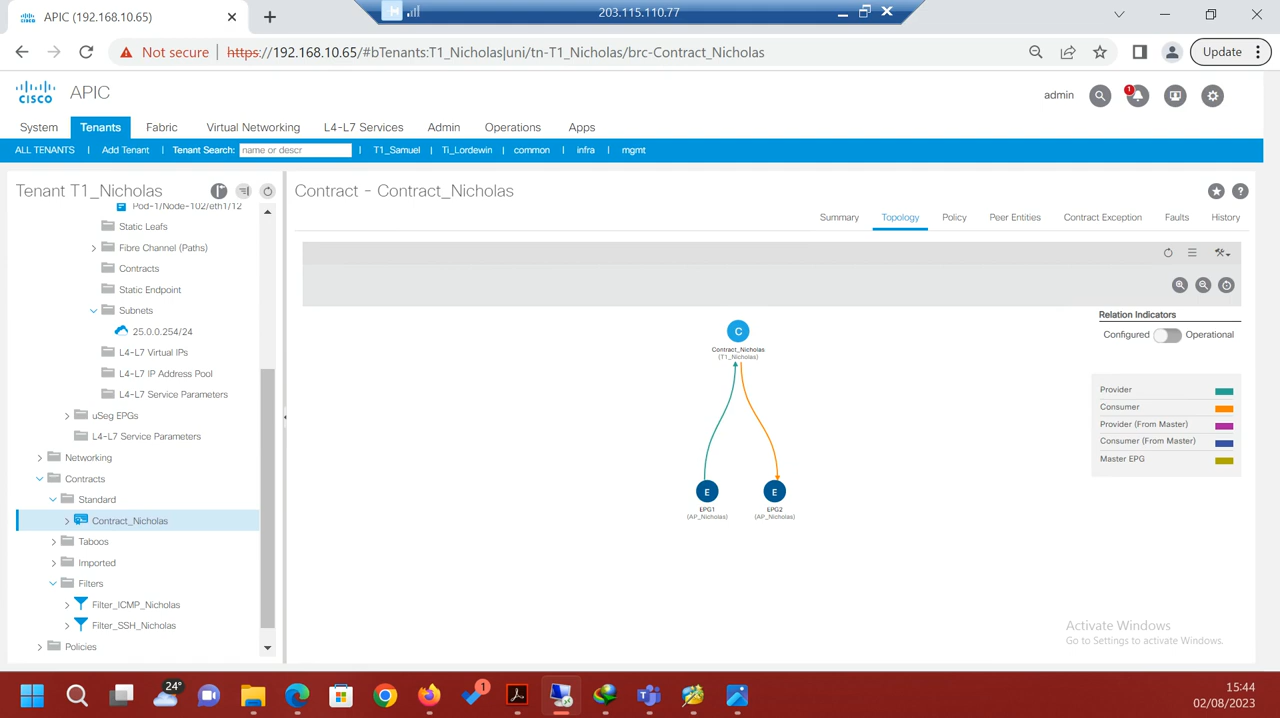 APIC (192.168.10.65)
203.115.110.77
Not secure
https://192.168.10.65/#bTenants:T1_Nicholas|uni/tn-T1_Nicholas/brc-Contract_Nicholas
Update
CISCO
APIC
admin
1
System
Tenants
Fabric
Virtual Networking
L4-L7 Services
Admin
Operations
Apps
ALL TENANTS | Add Tenant | Tenant Search: name or descr | T1_Samuel | Ti_Lordewin | common | infra | mgmt
Tenant T1_Nicholas
Pod-1/Node-102/eth1/12
Static Leafs
Fibre Channel (Paths)
Contracts
Static Endpoint
Subnets
25.0.0.254/24
L4-L7 Virtual IPs
L4-L7 IP Address Pool
L4-L7 Service Parameters
uSeg EPGs
L4-L7 Service Parameters
Networking
Contracts
Standard
Contract_Nicholas
Taboos
Imported
Filters
Filter_ICMP_Nicholas
Filter_SSH_Nicholas
Policies
Contract - Contract_Nicholas
Summary
Topology
Policy
Peer Entities
Contract Exception
Faults
History
C
Contract_Nicholas
(T1_Nicholas)
E
EPG1
(AP_Nicholas)
E
EPG2
(AP_Nicholas)
Relation Indicators
Configured
Operational
Provider
Consumer
Provider (From Master)
Consumer (From Master)
Master EPG
Activate Windows
Go to Settings to activate Windows.
24°
1
15:44
02/08/2023